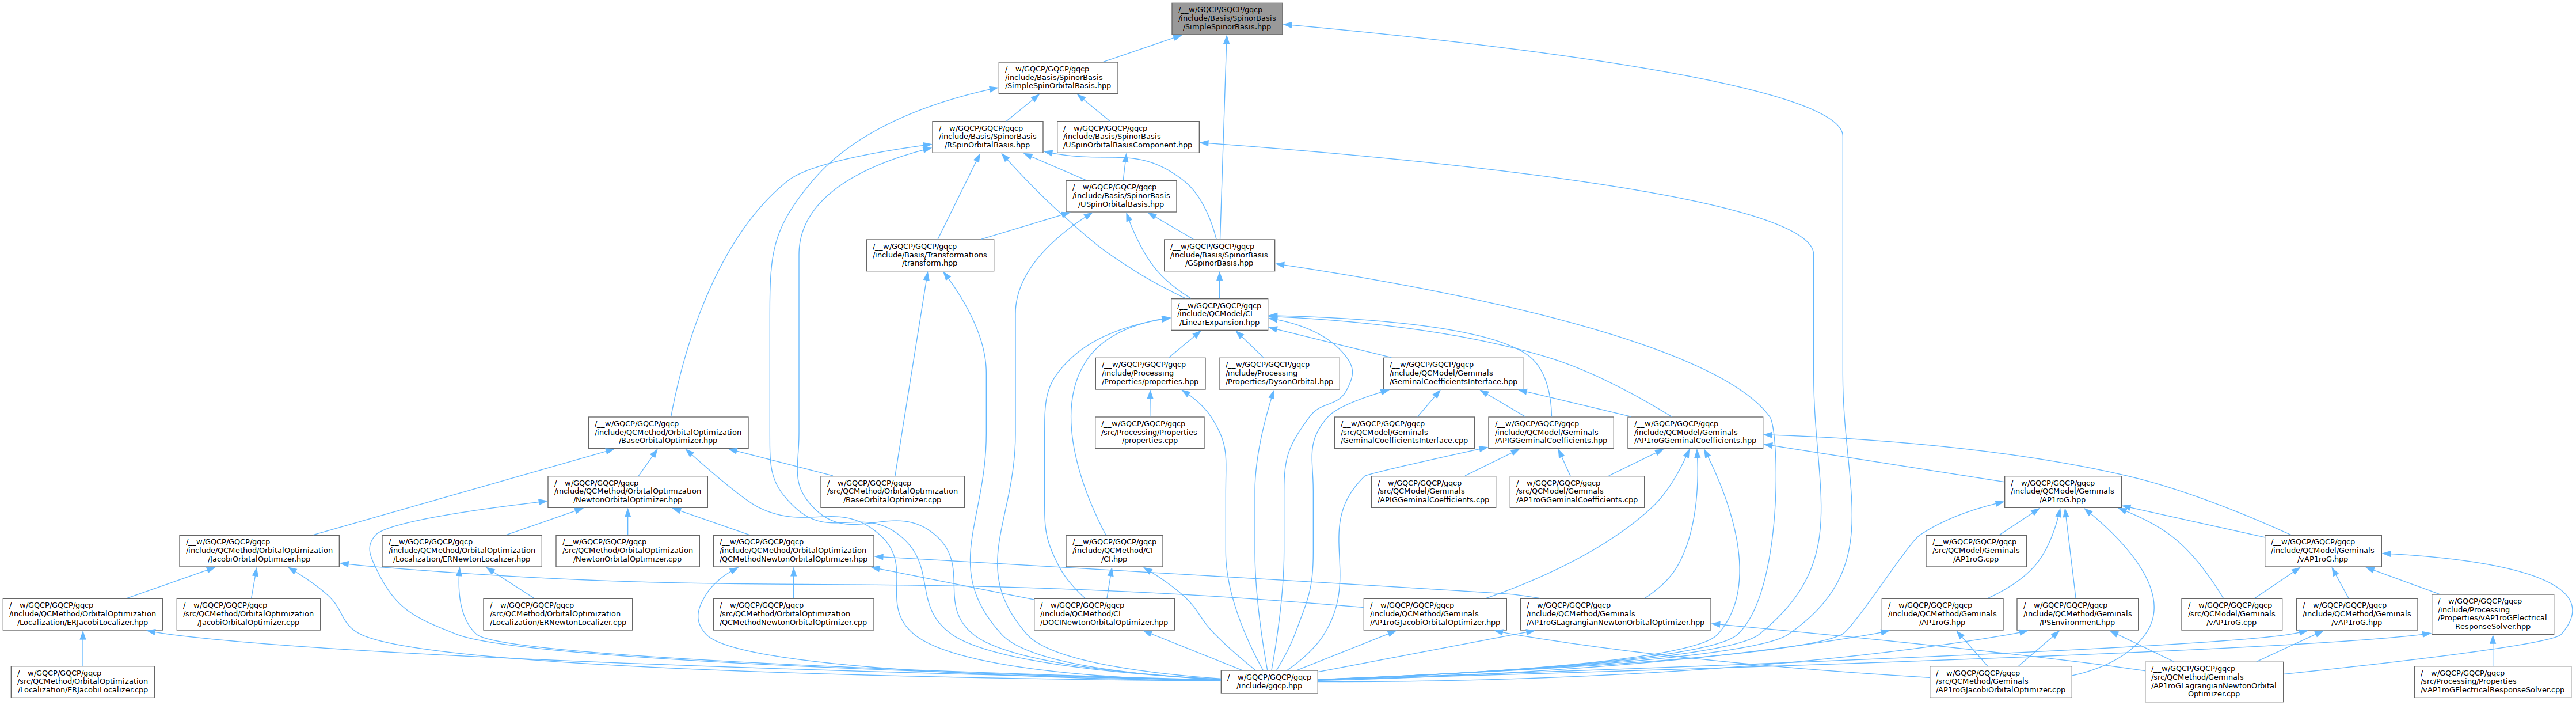 /__w/GQCP/GQCP/gqcp
/include/Basis/SpinorBasis
/SimpleSpinorBasis.hpp
/__w/GQCP/GQCP/gqcp
/include/Basis/SpinorBasis
/SimpleSpinOrbitalBasis.hpp
/__w/GQCP/GQCP/gqcp
/include/Basis/SpinorBasis
/RSpinOrbitalBasis.hpp
/__w/GQCP/GQCP/gqcp
/include/Basis/SpinorBasis
/USpinOrbitalBasisComponent.hpp
/__w/GQCP/GQCP/gqcp
/include/Basis/SpinorBasis
/USpinOrbitalBasis.hpp
/__w/GQCP/GQCP/gqcp
/include/Basis/Transformations
/transform.hpp
/__w/GQCP/GQCP/gqcp
/include/Basis/SpinorBasis
/GSpinorBasis.hpp
/__w/GQCP/GQCP/gqcp
/include/QCModel/CI
/LinearExpansion.hpp
/__w/GQCP/GQCP/gqcp
/include/Processing
/Properties/properties.hpp
/__w/GQCP/GQCP/gqcp
/include/Processing
/Properties/DysonOrbital.hpp
/__w/GQCP/GQCP/gqcp
/include/QCModel/Geminals
/GeminalCoefficientsInterface.hpp
/__w/GQCP/GQCP/gqcp
/include/QCMethod/OrbitalOptimization
/BaseOrbitalOptimizer.hpp
/__w/GQCP/GQCP/gqcp
/src/Processing/Properties
/properties.cpp
/__w/GQCP/GQCP/gqcp
/src/QCModel/Geminals
/GeminalCoefficientsInterface.cpp
/__w/GQCP/GQCP/gqcp
/include/QCModel/Geminals
/APIGGeminalCoefficients.hpp
/__w/GQCP/GQCP/gqcp
/include/QCModel/Geminals
/AP1roGGeminalCoefficients.hpp
/__w/GQCP/GQCP/gqcp
/include/QCMethod/OrbitalOptimization
/NewtonOrbitalOptimizer.hpp
/__w/GQCP/GQCP/gqcp
/src/QCMethod/OrbitalOptimization
/BaseOrbitalOptimizer.cpp
/__w/GQCP/GQCP/gqcp
/src/QCModel/Geminals
/APIGGeminalCoefficients.cpp
/__w/GQCP/GQCP/gqcp
/src/QCModel/Geminals
/AP1roGGeminalCoefficients.cpp
/__w/GQCP/GQCP/gqcp
/include/QCModel/Geminals
/AP1roG.hpp
/__w/GQCP/GQCP/gqcp
/include/QCMethod/OrbitalOptimization
/JacobiOrbitalOptimizer.hpp
/__w/GQCP/GQCP/gqcp
/include/QCMethod/OrbitalOptimization
/Localization/ERNewtonLocalizer.hpp
/__w/GQCP/GQCP/gqcp
/src/QCMethod/OrbitalOptimization
/NewtonOrbitalOptimizer.cpp
/__w/GQCP/GQCP/gqcp
/include/QCMethod/OrbitalOptimization
/QCMethodNewtonOrbitalOptimizer.hpp
/__w/GQCP/GQCP/gqcp
/include/QCMethod/CI
/CI.hpp
/__w/GQCP/GQCP/gqcp
/src/QCModel/Geminals
/AP1roG.cpp
/__w/GQCP/GQCP/gqcp
/include/QCModel/Geminals
/vAP1roG.hpp
/__w/GQCP/GQCP/gqcp
/include/QCMethod/OrbitalOptimization
/Localization/ERJacobiLocalizer.hpp
/__w/GQCP/GQCP/gqcp
/src/QCMethod/OrbitalOptimization
/JacobiOrbitalOptimizer.cpp
/__w/GQCP/GQCP/gqcp
/src/QCMethod/OrbitalOptimization
/Localization/ERNewtonLocalizer.cpp
/__w/GQCP/GQCP/gqcp
/src/QCMethod/OrbitalOptimization
/QCMethodNewtonOrbitalOptimizer.cpp
/__w/GQCP/GQCP/gqcp
/include/QCMethod/CI
/DOCINewtonOrbitalOptimizer.hpp
/__w/GQCP/GQCP/gqcp
/include/QCMethod/Geminals
/AP1roGJacobiOrbitalOptimizer.hpp
/__w/GQCP/GQCP/gqcp
/include/QCMethod/Geminals
/AP1roGLagrangianNewtonOrbitalOptimizer.hpp
/__w/GQCP/GQCP/gqcp
/include/QCMethod/Geminals
/AP1roG.hpp
/__w/GQCP/GQCP/gqcp
/include/QCMethod/Geminals
/PSEnvironment.hpp
/__w/GQCP/GQCP/gqcp
/src/QCModel/Geminals
/vAP1roG.cpp
/__w/GQCP/GQCP/gqcp
/include/QCMethod/Geminals
/vAP1roG.hpp
/__w/GQCP/GQCP/gqcp
/include/Processing
/Properties/vAP1roGElectrical
ResponseSolver.hpp
/__w/GQCP/GQCP/gqcp
/src/QCMethod/OrbitalOptimization
/Localization/ERJacobiLocalizer.cpp
/__w/GQCP/GQCP/gqcp
/include/gqcp.hpp
/__w/GQCP/GQCP/gqcp
/src/QCMethod/Geminals
/AP1roGJacobiOrbitalOptimizer.cpp
/__w/GQCP/GQCP/gqcp
/src/QCMethod/Geminals
/AP1roGLagrangianNewtonOrbital
Optimizer.cpp
/__w/GQCP/GQCP/gqcp
/src/Processing/Properties
/vAP1roGElectricalResponseSolver.cpp